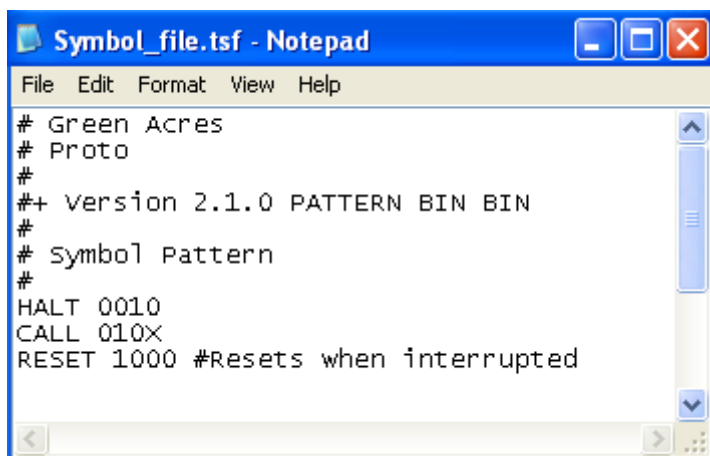 Symbol_file.tsf - Notepad
File Edit Format View Help
# Green Acres
# Proto
#
#+ Version 2.1.0 PATTERN BIN BIN
#
# Symbol Pattern
#
HALT 0010
CALL 010X
RESET 1000 #Resets when interrupted